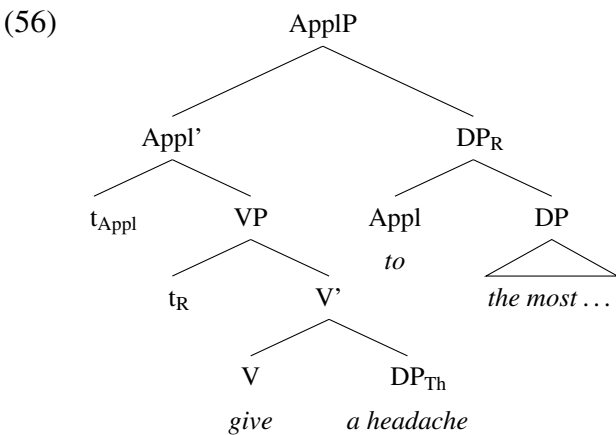 (56) ApplP
Appl’ DP_R
t_Appl VP Appl DP
to
t_R V’ the most . . .
V DP_Th
give a headache